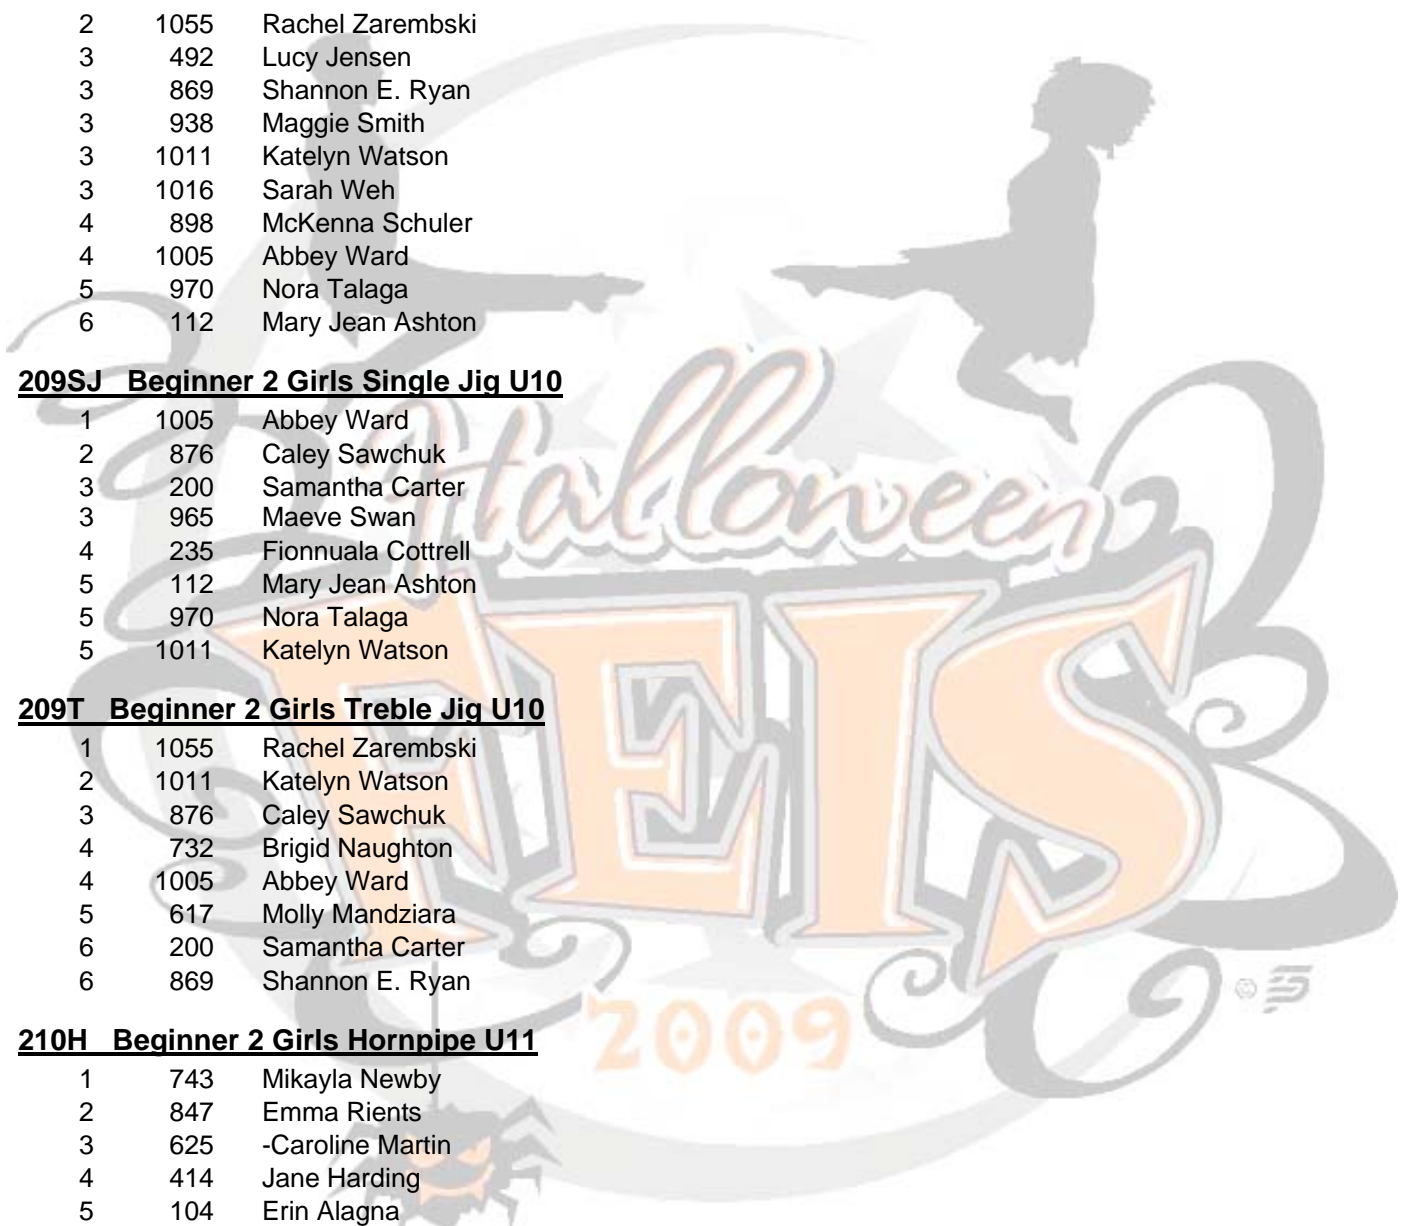 2 1055 Rachel Zarembski
3 492 Lucy Jensen
3 869 Shannon E. Ryan
3 938 Maggie Smith
3 1011 Katelyn Watson
3 1016 Sarah Weh
4 898 McKenna Schuler
4 1005 Abbey Ward
5 970 Nora Talaga
6 112 Mary Jean Ashton
209SJ Beginner 2 Girls Single Jig U10
1 1005 Abbey Ward
2 876 Caley Sawchuk
3 200 Samantha Carter
3 965 Maeve Swan
4 235 Fionnuala Cottrell
5 112 Mary Jean Ashton
5 970 Nora Talaga
5 1011 Katelyn Watson
209T Beginner 2 Girls Treble Jig U10
1 1055 Rachel Zarembski
2 1011 Katelyn Watson
3 876 Caley Sawchuk
4 732 Brigid Naughton
4 1005 Abbey Ward
5 617 Molly Mandziara
6 200 Samantha Carter
6 869 Shannon E. Ryan
210H Beginner 2 Girls Hornpipe U11
1 743 Mikayla Newby
2 847 Emma Rients
3 625 -Caroline Martin
4 414 Jane Harding
5 104 Erin Alagna
Halloween
FEIS
2009
©